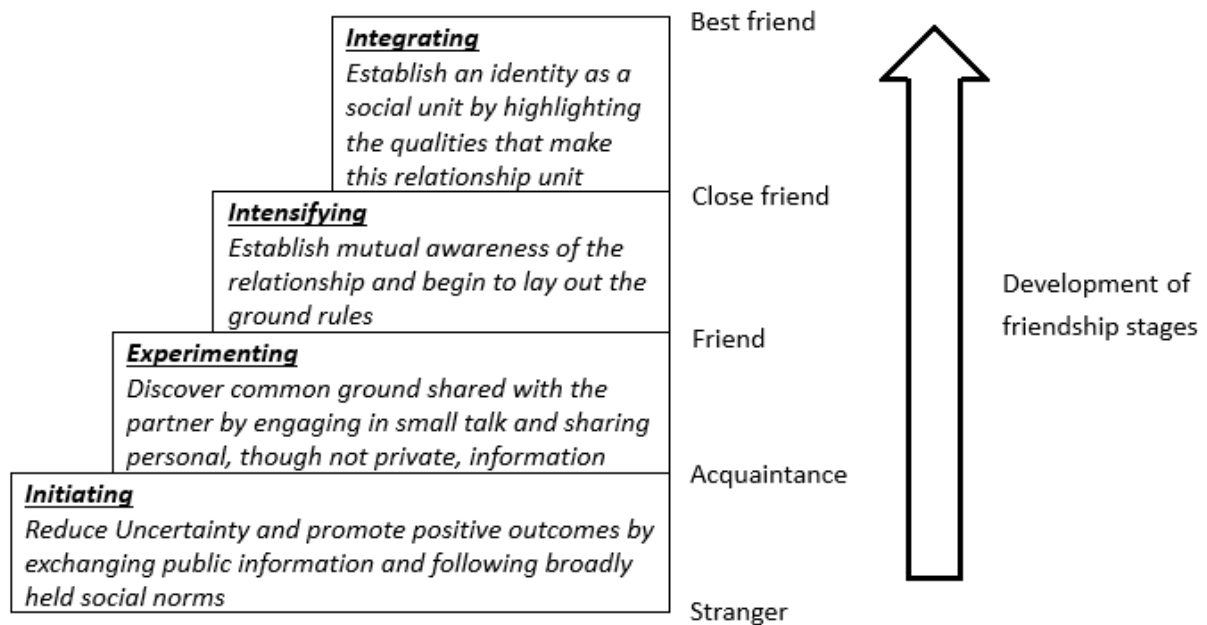 Integrating
Establish an identity as a
social unit by highlighting
the qualities that make
this relationship unit
Best friend
Intensifying
Establish mutual awareness of the
relationship and begin to lay out the
ground rules
Close friend
Experimenting
Discover common ground shared with the
partner by engaging in small talk and sharing
personal, though not private, information
Friend
Initiating
Reduce Uncertainty and promote positive outcomes by
exchanging public information and following broadly
held social norms
Acquaintance
Stranger
Development of
friendship stages